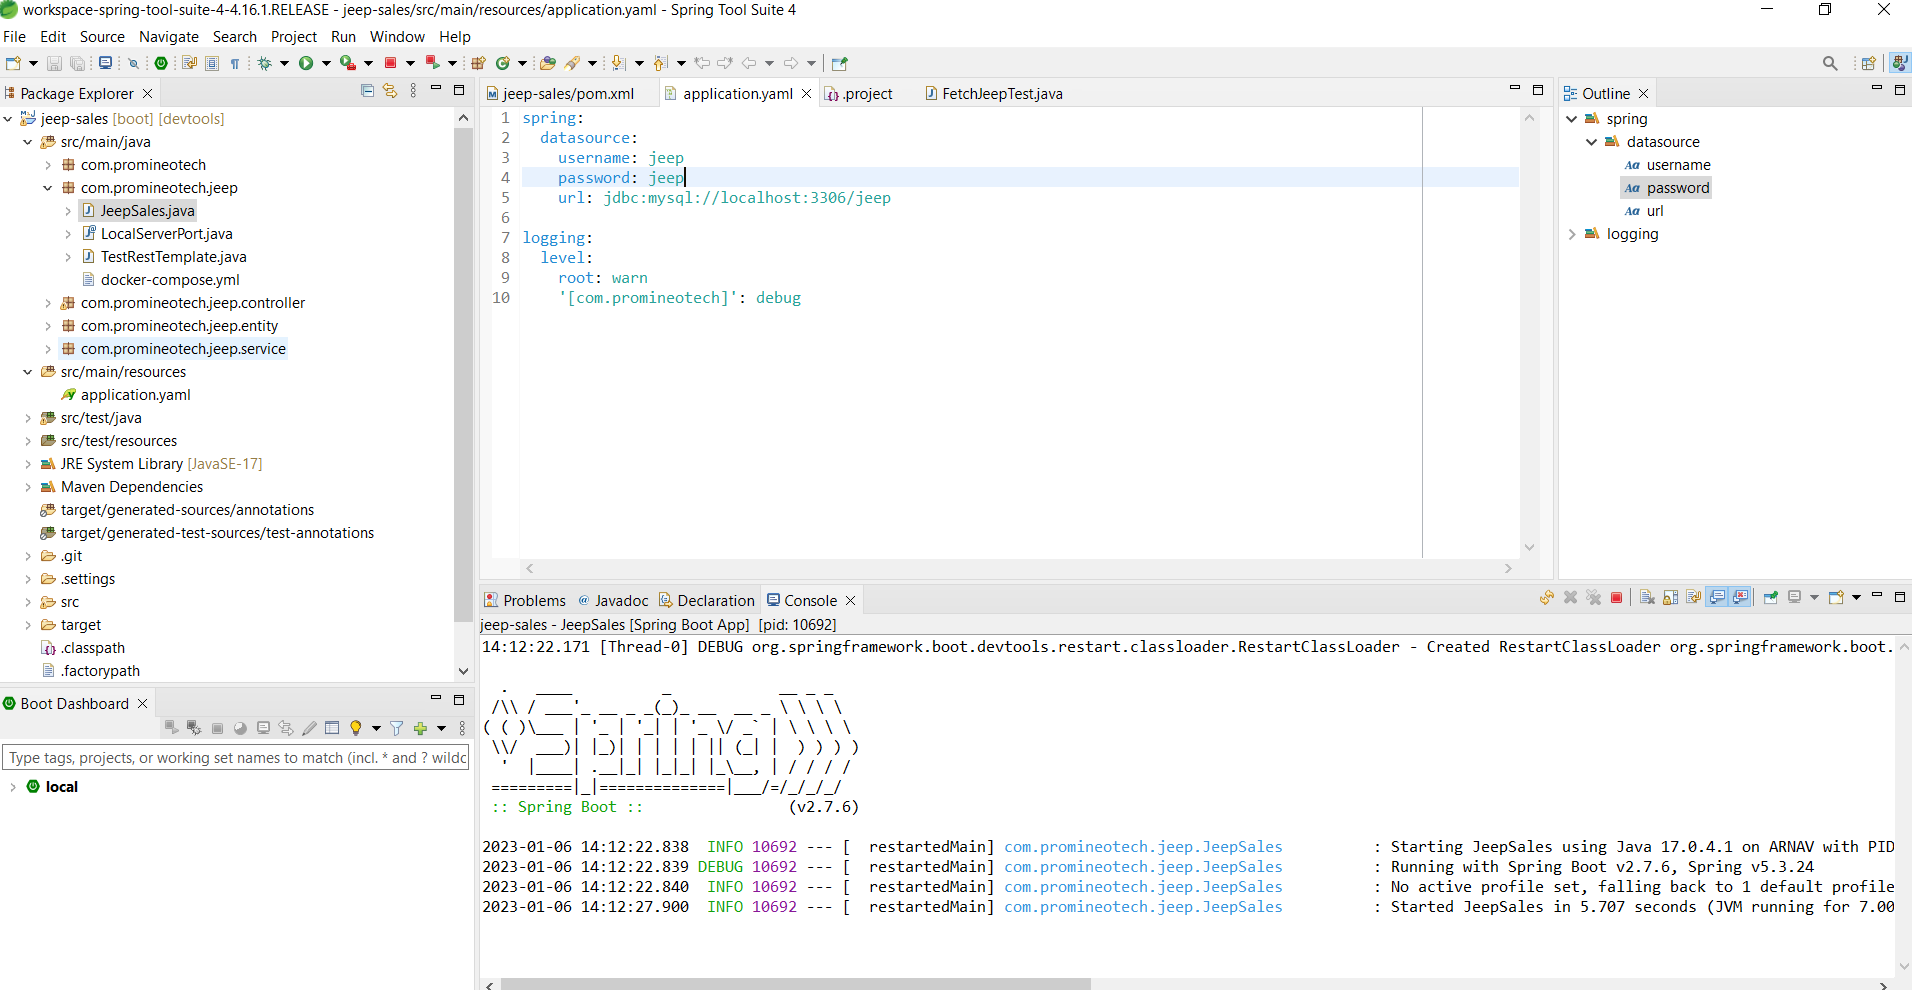 workspace-spring-tool-suite-4-4.16.1.RELEASE - jeep-sales/src/main/resources/application.yaml - Spring Tool Suite 4
File Edit Source Navigate Search Project Run Window Help
Package Explorer
jeep-sales [boot] [devtools]
src/main/java
com.promineotech
com.promineotech.jeep
JeepSales.java
LocalServerPort.java
TestRestTemplate.java
docker-compose.yml
com.promineotech.jeep.controller
com.promineotech.jeep.entity
com.promineotech.jeep.service
src/main/resources
application.yaml
src/test/java
src/test/resources
JRE System Library [JavaSE-17]
Maven Dependencies
target/generated-sources/annotations
target/generated-test-sources/test-annotations
.git
.settings
src
target
.classpath
.factorypath
Boot Dashboard
Type tags, projects, or working set names to match (incl. * and ? wildc
local
jeep-sales/pom.xml application.yaml .project FetchJeepTest.java
1 spring:
2 datasource:
3 username: jeep
4 password: jeep
5 url: jdbc:mysql://localhost:3306/jeep
6
7 logging:
8 level:
9 root: warn
10 '[com.promineotech]': debug
Outline
spring
datasource
username
password
url
logging
Problems Javadoc Declaration Console
jeep-sales - JeepSales [Spring Boot App] [pid: 10692]
14:12:22.171 [Thread-0] DEBUG org.springframework.boot.devtools.restart.classloader.RestartClassLoader - Created RestartClassLoader org.springframework.boot.
Spring
:: Spring Boot :: (v2.7.6)
2023-01-06 14:12:22.838 INFO 10692 --- [ restartedMain] com.promineotech.jeep.JeepSales : Starting JeepSales using Java 17.0.4.1 on ARNAV with PID
2023-01-06 14:12:22.839 DEBUG 10692 --- [ restartedMain] com.promineotech.jeep.JeepSales : Running with Spring Boot v2.7.6, Spring v5.3.24
2023-01-06 14:12:22.840 INFO 10692 --- [ restartedMain] com.promineotech.jeep.JeepSales : No active profile set, falling back to 1 default profile
2023-01-06 14:12:27.900 INFO 10692 --- [ restartedMain] com.promineotech.jeep.JeepSales : Started JeepSales in 5.707 seconds (JVM running for 7.00